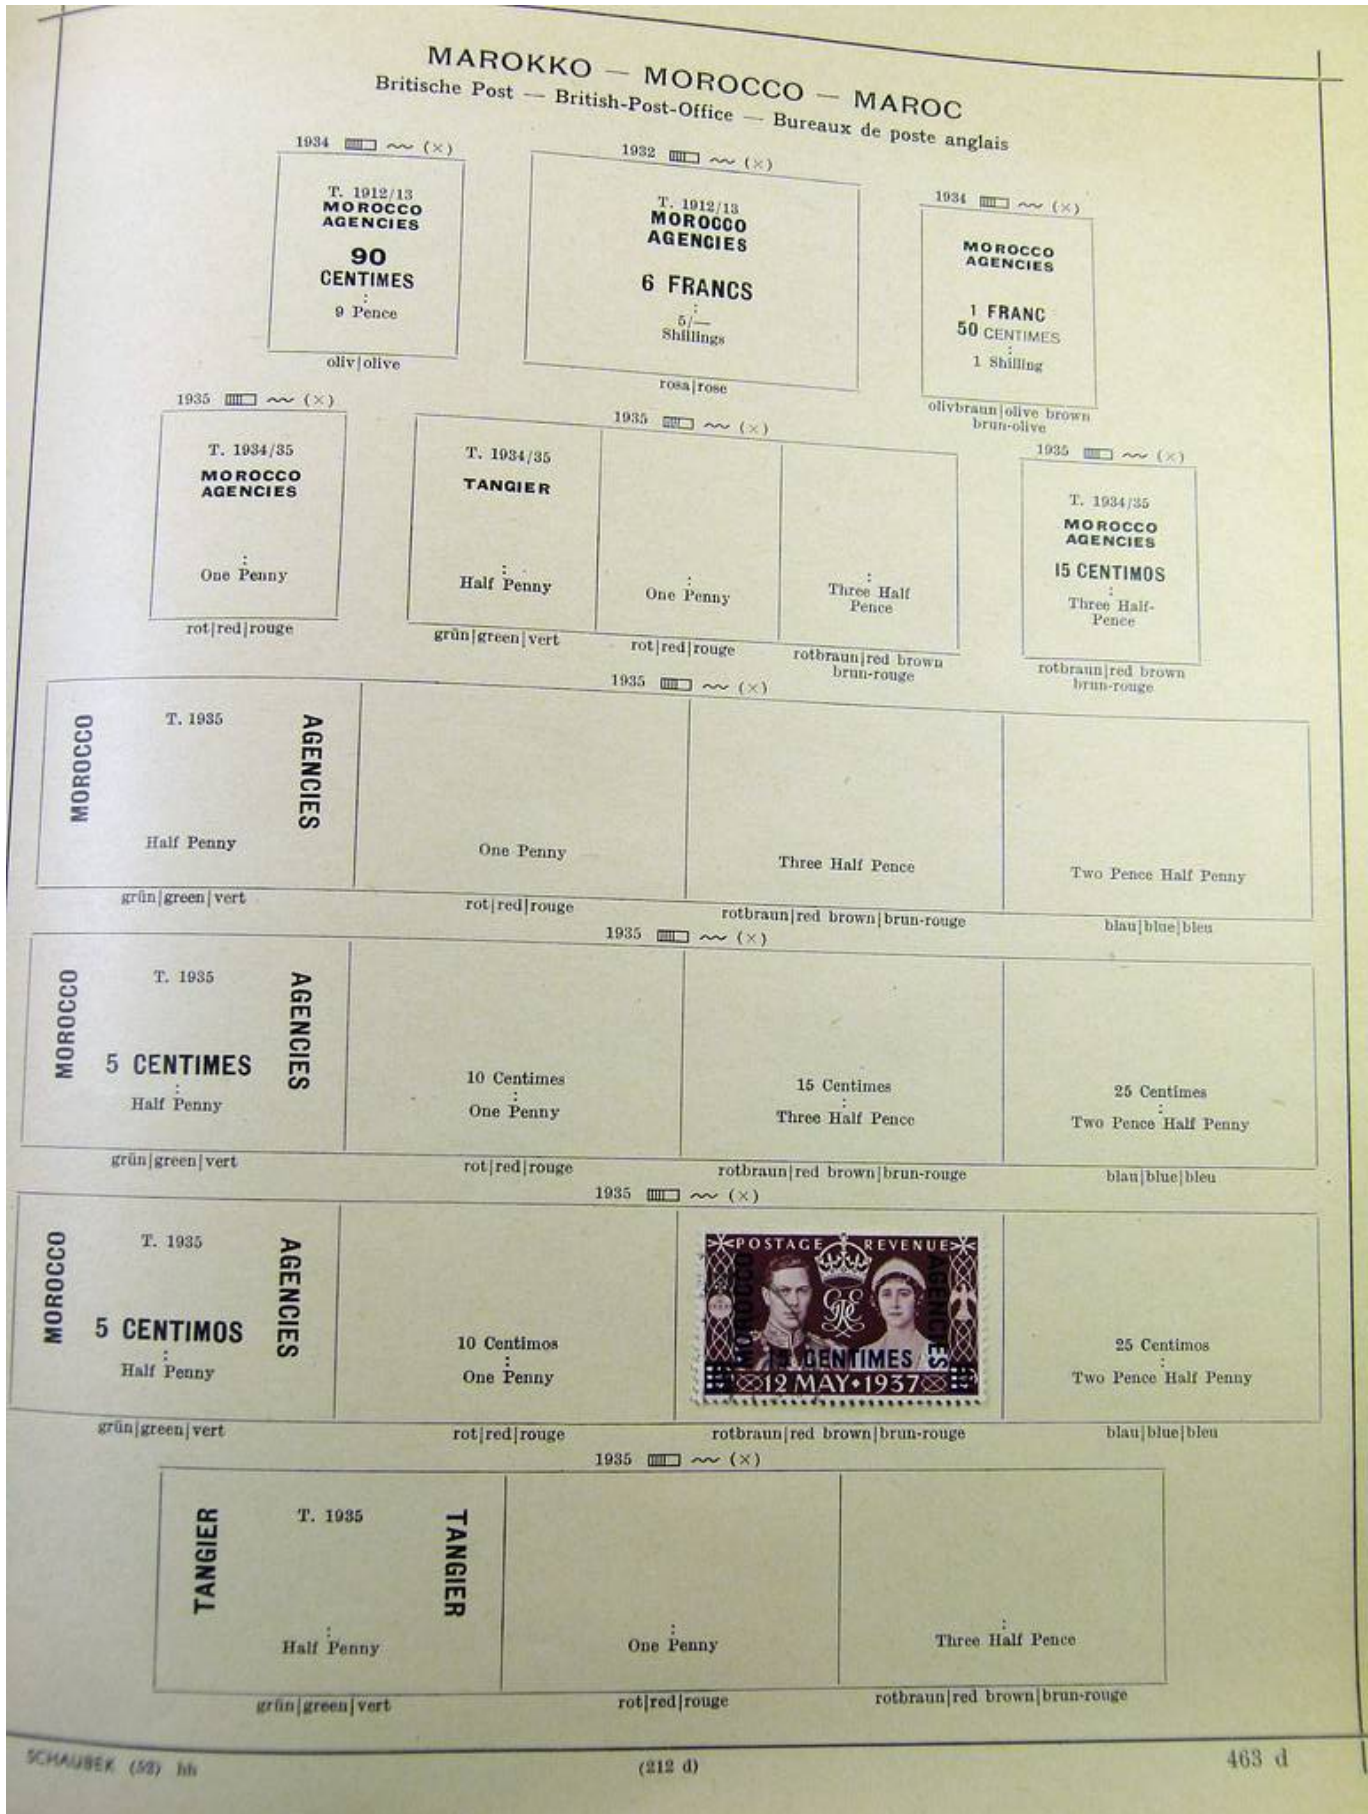 MAROKKO — MOROCCO — MAROC
Britische Post — British-Post-Office — Bureaux de poste anglais
1934 (×)
T. 1912/13
MOROCCO
AGENCIES
90
CENTIMES
9 Pence
oliv|olive
1932 (×)
T. 1912/13
MOROCCO
AGENCIES
6 FRANCS
5/—
Shillings
rosa|rose
1934 (×)
MOROCCO
AGENCIES
1 FRANC
50 CENTIMES
1 Shilling
olivbraun|olive brown
brun-olive
1935 (×)
T. 1934/35
MOROCCO
AGENCIES
One Penny
rot|red|rouge
1935 (×)
T. 1934/35
TANGIER
Half Penny
grün|green|vert
One Penny
rot|red|rouge
Three Half
Pence
rotbraun|red brown
brun-rouge
1935 (×)
T. 1934/35
MOROCCO
AGENCIES
15 CENTIMOS
Three Half-
Pence
rotbraun|red brown
brun-rouge
1935 (×)
MOROCCO
T. 1935
AGENCIES
Half Penny
grün|green|vert
One Penny
rot|red|rouge
Three Half Pence
rotbraun|red brown|brun-rouge
Two Pence Half Penny
blau|blue|bleu
1935 (×)
MOROCCO
T. 1935
AGENCIES
5 CENTIMES
Half Penny
grün|green|vert
10 Centimes
One Penny
rot|red|rouge
15 Centimes
Three Half Pence
rotbraun|red brown|brun-rouge
25 Centimes
Two Pence Half Penny
blau|blue|bleu
1935 (×)
MOROCCO
T. 1935
AGENCIES
5 CENTIMOS
Half Penny
grün|green|vert
10 Centimos
One Penny
rot|red|rouge
POSTAGE REVENUE
MOROCCO
AGENCIES
GRE
15 CENTIMES
12 MAY • 1937
rotbraun|red brown|brun-rouge
25 Centimos
Two Pence Half Penny
blau|blue|bleu
1935 (×)
TANGIER
T. 1935
TANGIER
Half Penny
grün|green|vert
One Penny
rot|red|rouge
Three Half Pence
rotbraun|red brown|brun-rouge
SCHAUBEK (52) hh
(212 d)
463 d